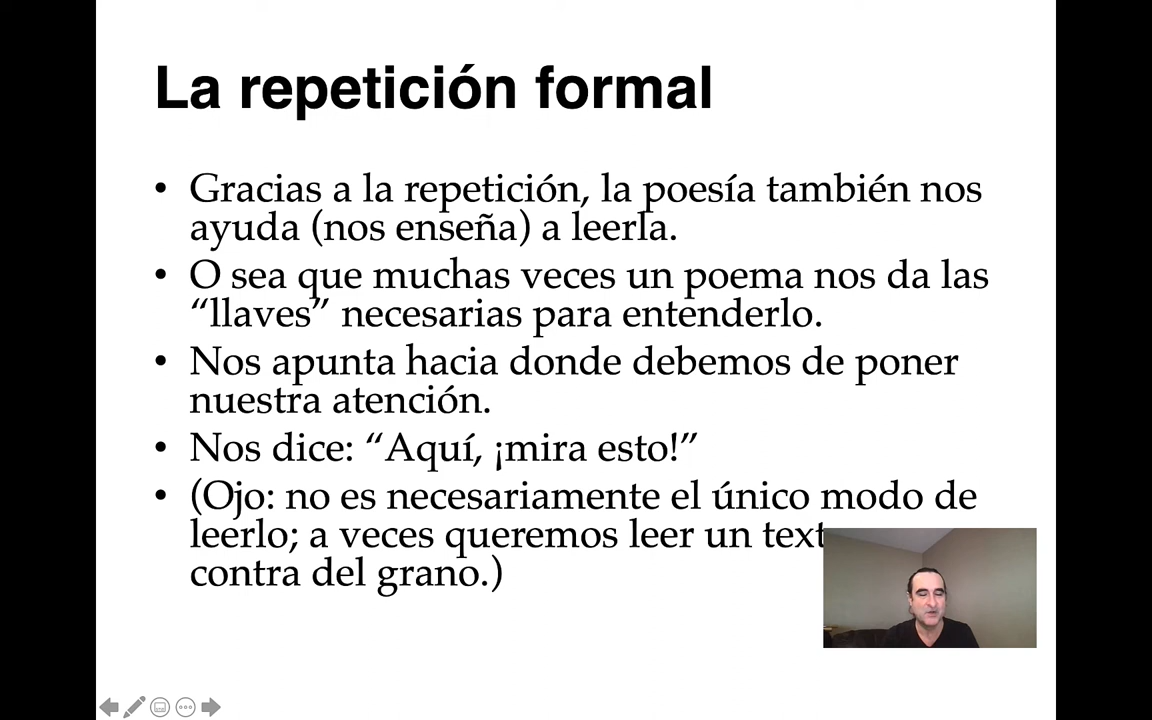 La repetición formal
• Gracias a la repetición, la poesía también nos
ayuda (nos enseña) a leerla.
• O sea que muchas veces un poema nos da las
“llaves” necesarias para entenderlo.
• Nos apunta hacia donde debemos de poner
nuestra atención.
• Nos dice: “Aquí, ¡mira esto!”
• (Ojo: no es necesariamente el único modo de
leerlo; a veces queremos leer un
contra del grano.)